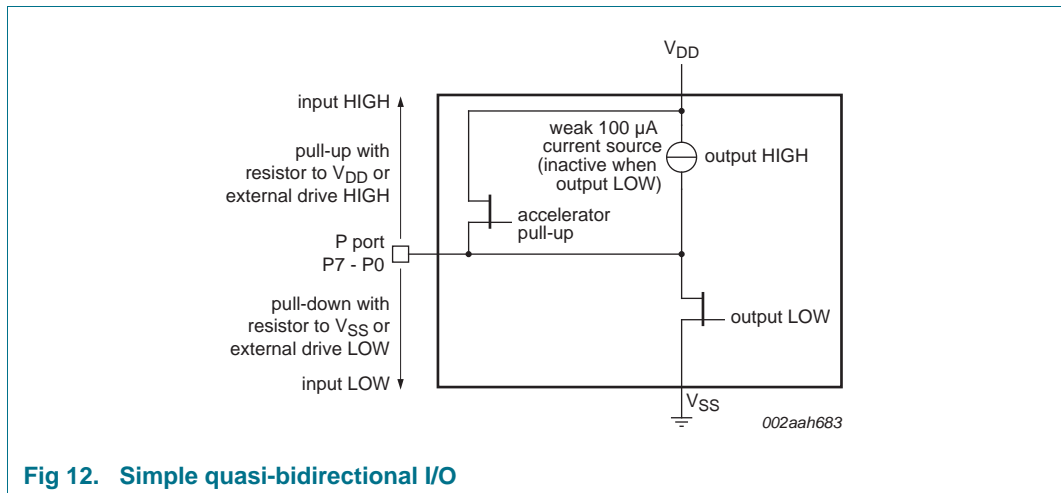 VDD
input HIGH
pull-up with
resistor to VDD or
external drive HIGH
P port
P7 - P0
pull-down with
resistor to VSS or
external drive LOW
input LOW
weak 100 µA
current source
(inactive when
output LOW)
output HIGH
accelerator
pull-up
output LOW
VSS
002aah683
Fig 12. Simple quasi-bidirectional I/O